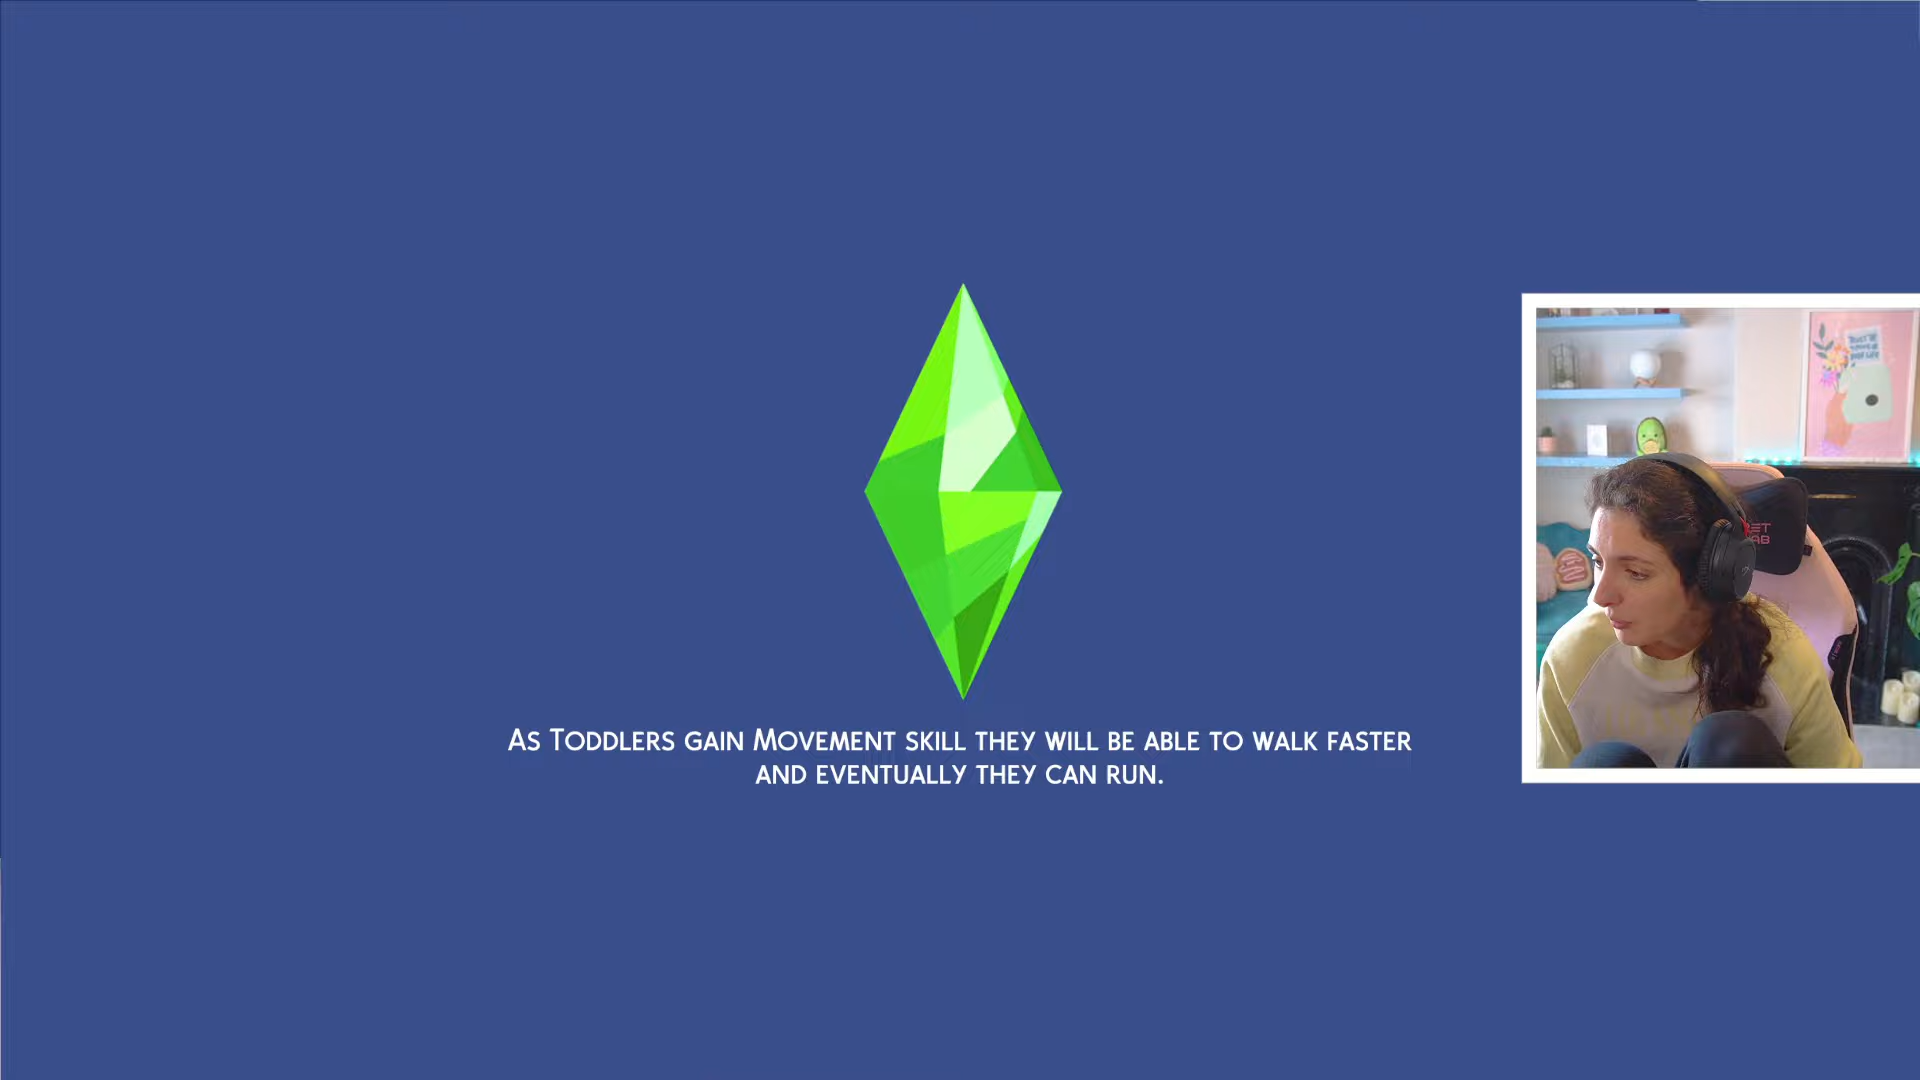 As Toddlers gain Movement skill they will be able to walk faster
and eventually they can run.